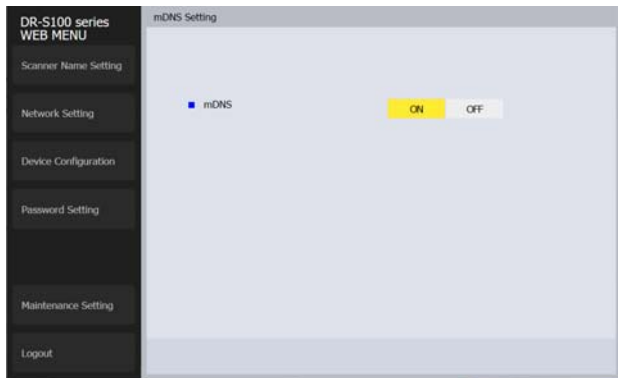 DR-S100 series
WEB MENU
Scanner Name Setting
Network Setting
Device Configuration
Password Setting
Maintenance Setting
Logout
mDNS Setting
mDNS
ON OFF